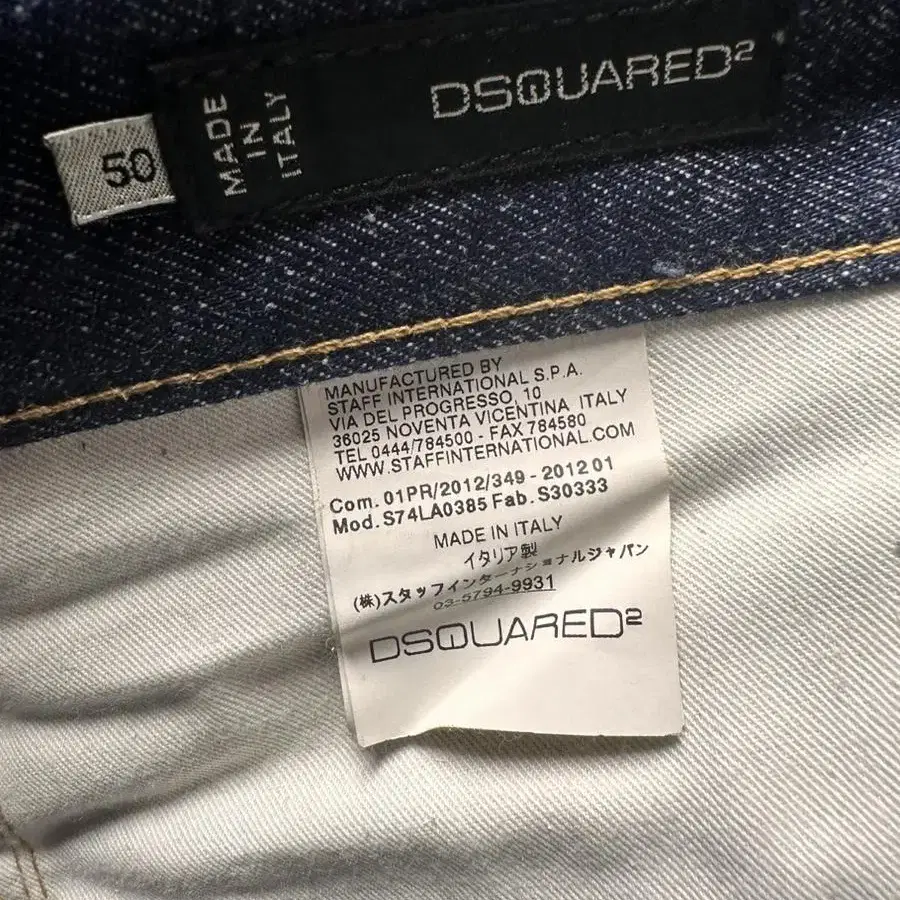 50
MADE
IN
ITALY
DSQUARED²
MANUFACTURED BY
STAFF INTERNATIONAL S.P.A.
VIA DEL PROGRESSO, 10
36025 NOVENTA VICENTINA ITALY
TEL 0444/784500 - FAX 784580
WWW.STAFFINTERNATIONAL.COM
Com. 01PR/2012/349 - 2012 01
Mod. S74LA0385 Fab. S30333
MADE IN ITALY
イタリア製
(株)スタッフインターナショナルジャパン
03-5794-9931
DSQUARED²